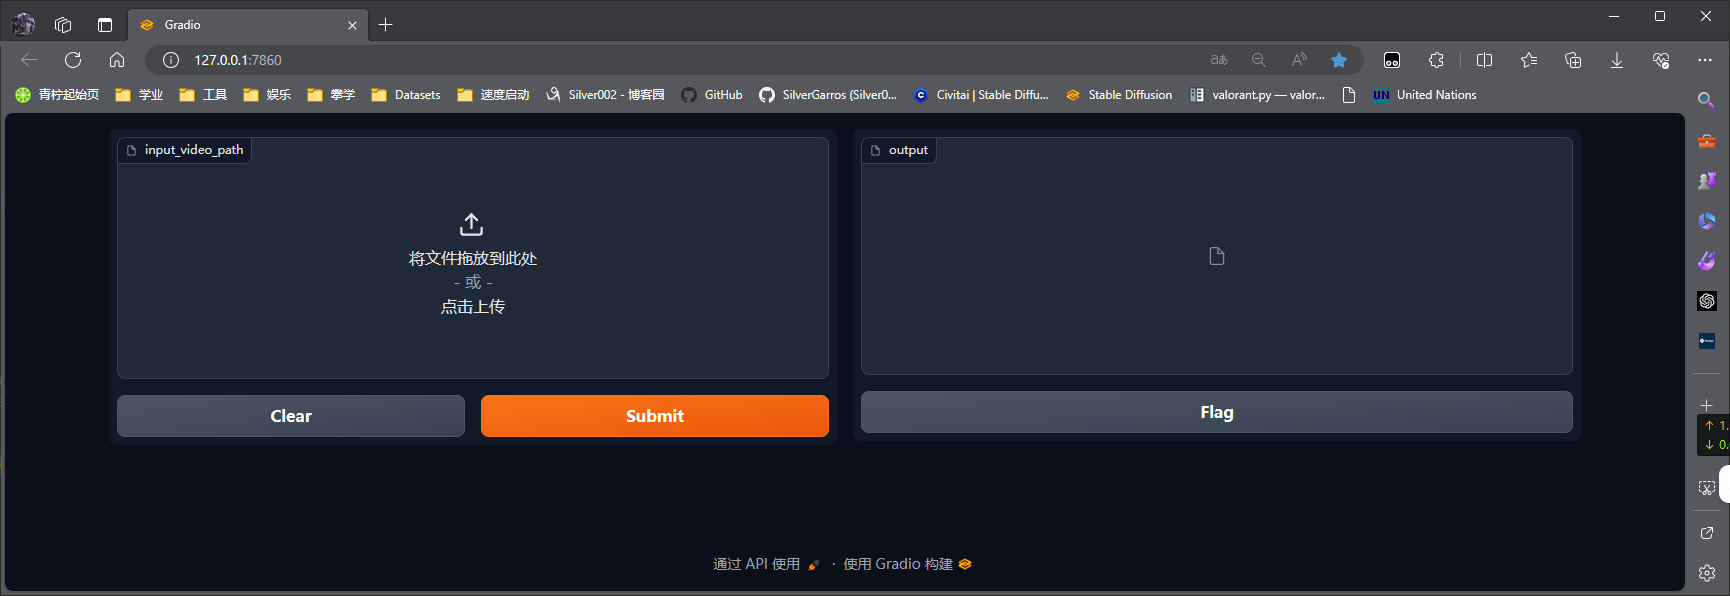 Gradio
127.0.0.1:7860
青柠起始页 学业 工具 娱乐 攀学 Datasets 速度启动 Silver002 - 博客园 GitHub SilverGarros (Silver0... Civitai | Stable Diffu... Stable Diffusion valorant.py — valor... UN United Nations
input_video_path
将文件拖放到此处
- 或 -
点击上传
Clear
Submit
output
Flag
通过 API 使用 · 使用 Gradio 构建
↑ 1.
↓ 0.